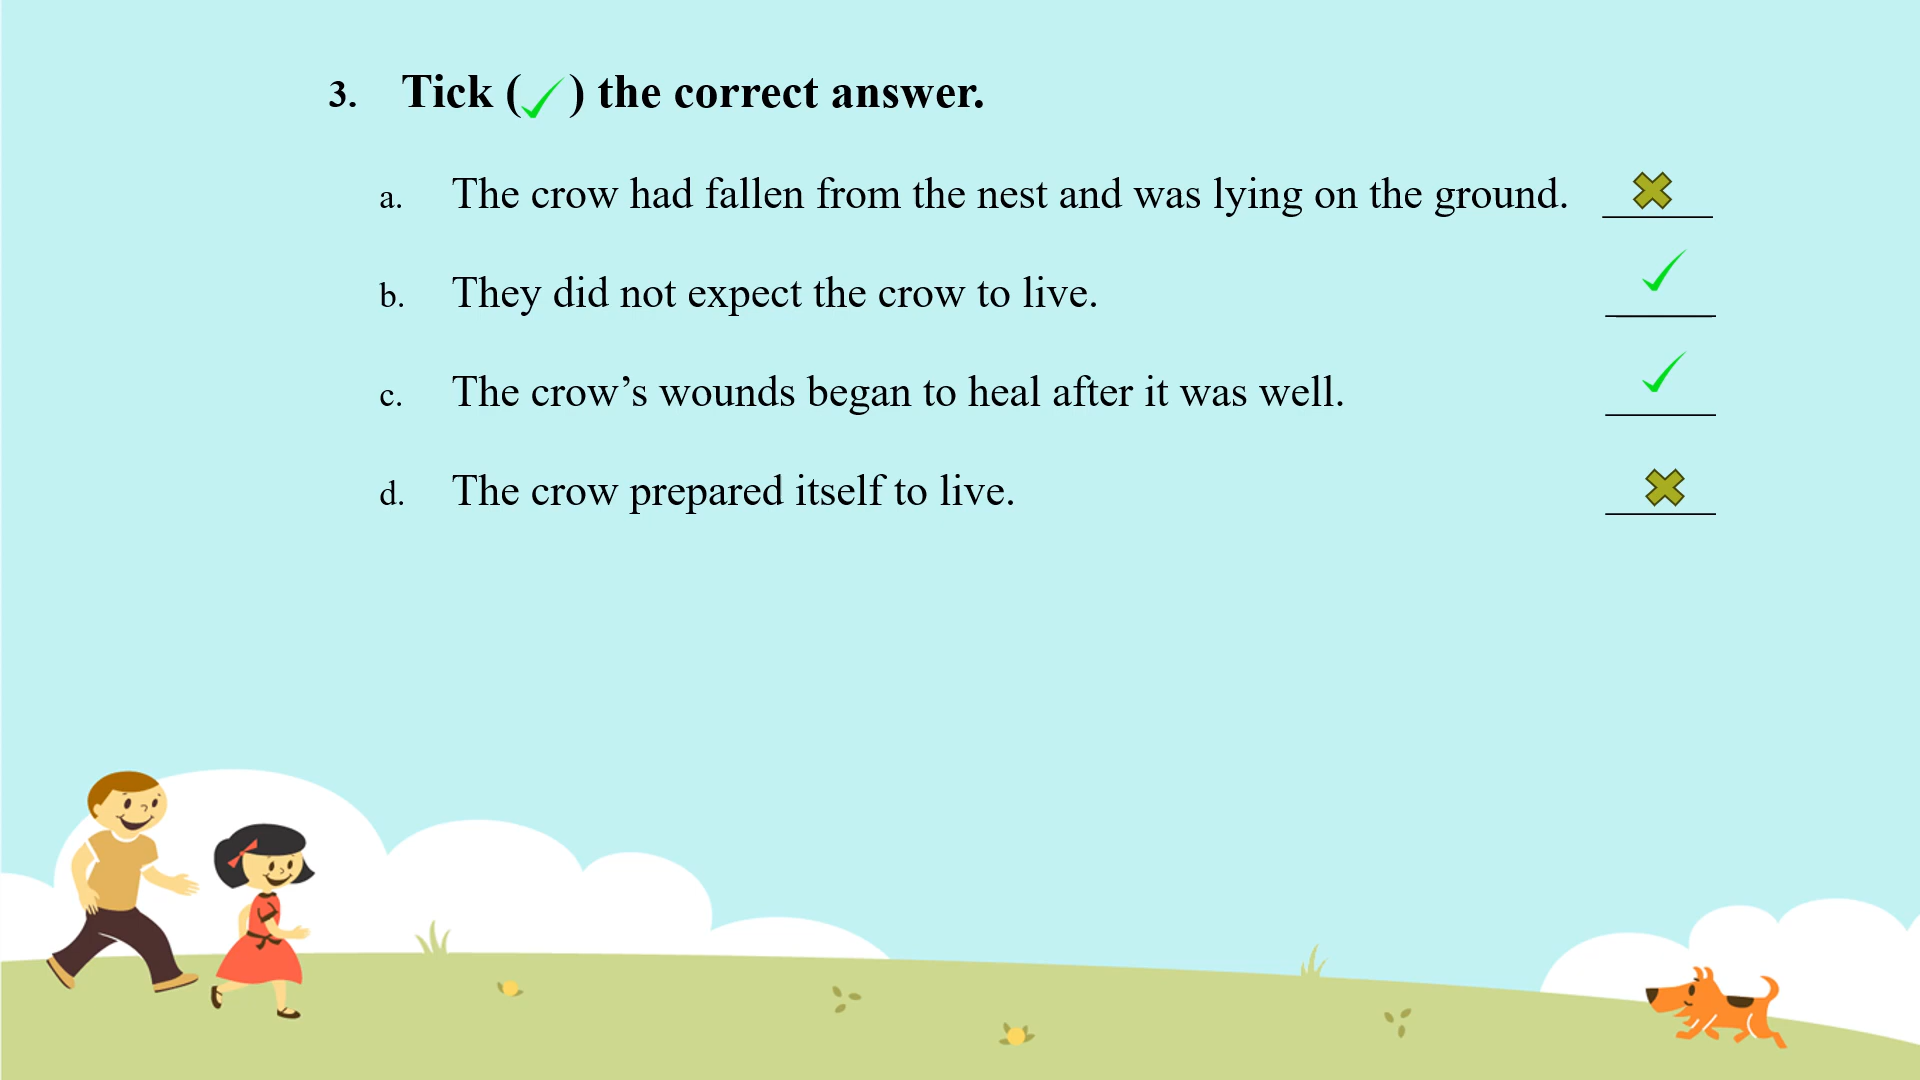 3. Tick (✓) the correct answer.
a. The crow had fallen from the nest and was lying on the ground. ✖
b. They did not expect the crow to live. ✓
c. The crow’s wounds began to heal after it was well. ✓
d. The crow prepared itself to live. ✖